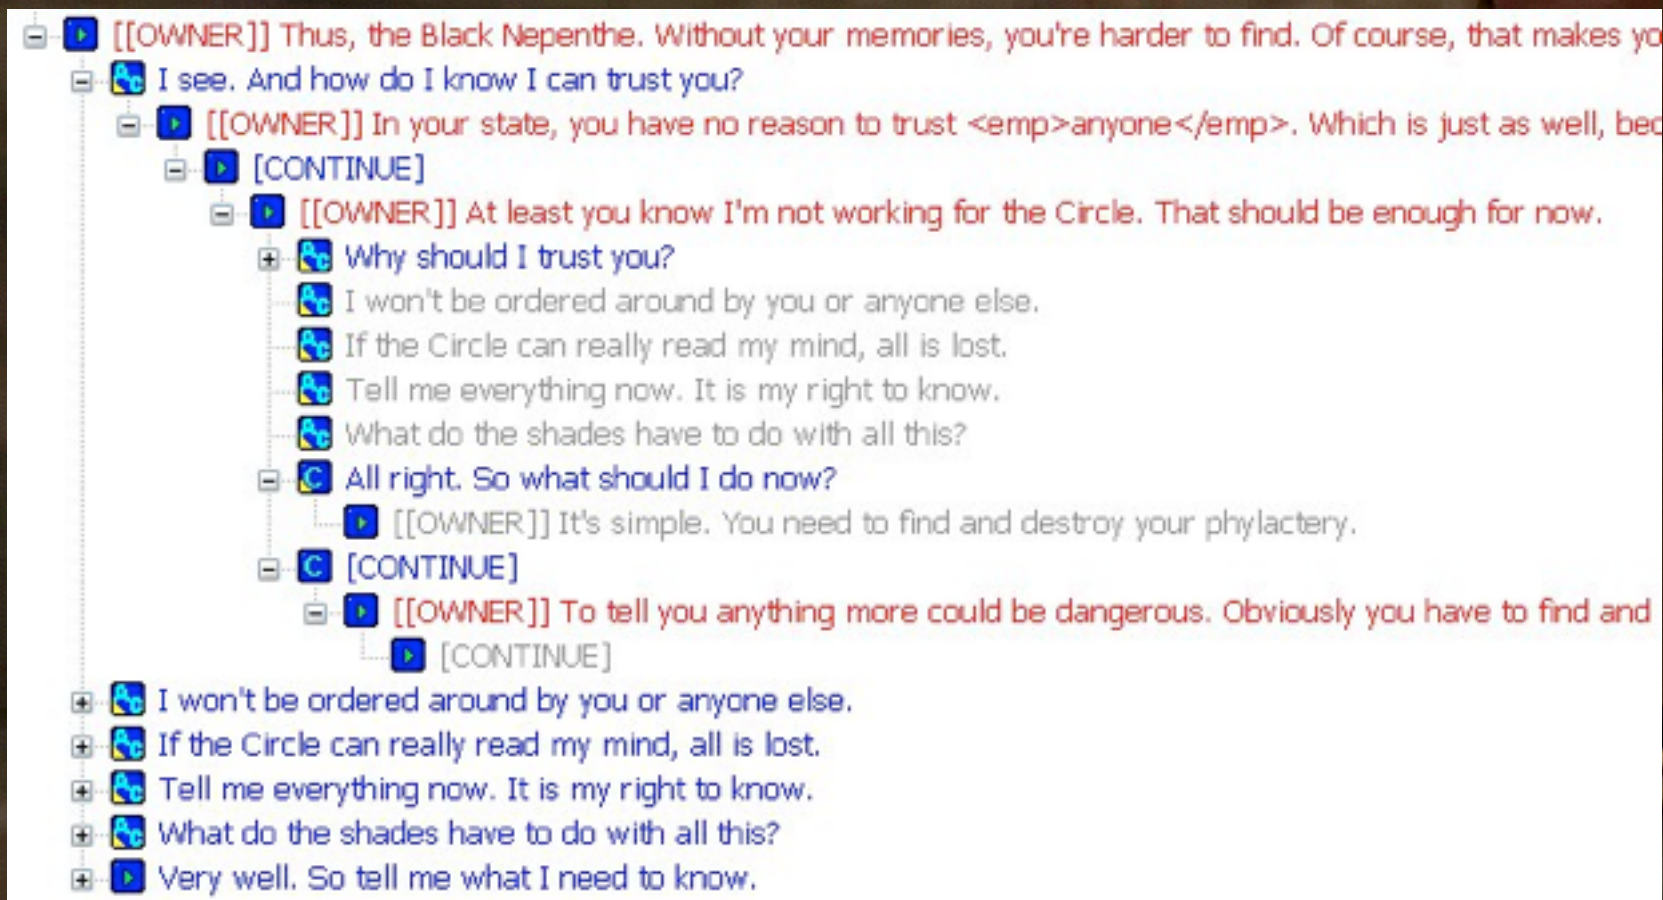 [[OWNER]] Thus, the Black Nepenthe. Without your memories, you're harder to find. Of course, that makes yo
I see. And how do I know I can trust you?
[[OWNER]] In your state, you have no reason to trust <emp>anyone</emp>. Which is just as well, bec
[CONTINUE]
[[OWNER]] At least you know I'm not working for the Circle. That should be enough for now.
Why should I trust you?
I won't be ordered around by you or anyone else.
If the Circle can really read my mind, all is lost.
Tell me everything now. It is my right to know.
What do the shades have to do with all this?
All right. So what should I do now?
[[OWNER]] It's simple. You need to find and destroy your phylactery.
[CONTINUE]
[[OWNER]] To tell you anything more could be dangerous. Obviously you have to find and
[CONTINUE]
I won't be ordered around by you or anyone else.
If the Circle can really read my mind, all is lost.
Tell me everything now. It is my right to know.
What do the shades have to do with all this?
Very well. So tell me what I need to know.